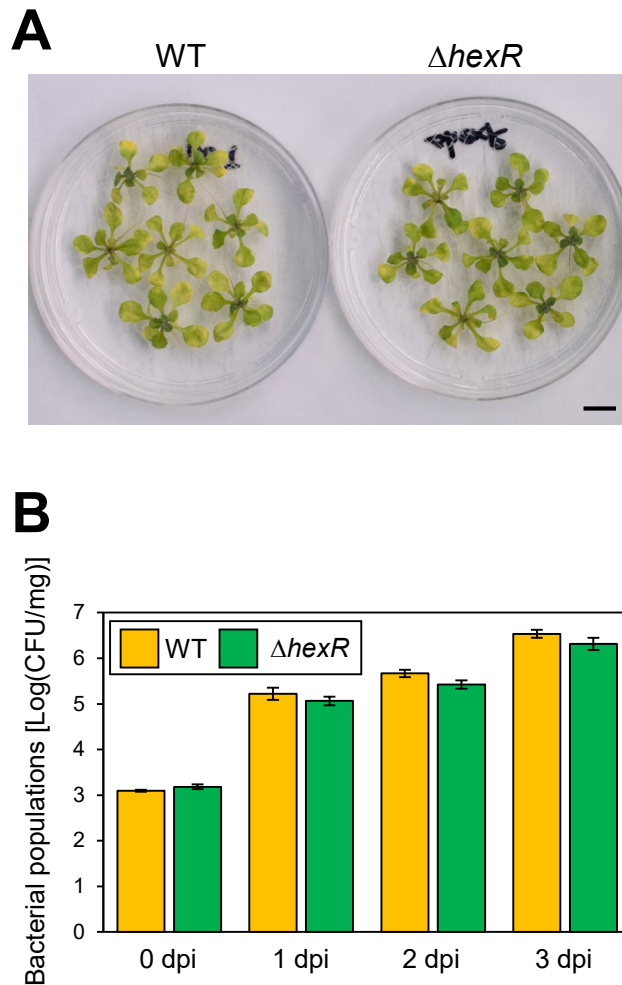 A
WT ΔhexR
B
Bacterial populations [Log(CFU/mg)]
7
6
5
4
3
2
1
0
WT ΔhexR
0 dpi 1 dpi 2 dpi 3 dpi